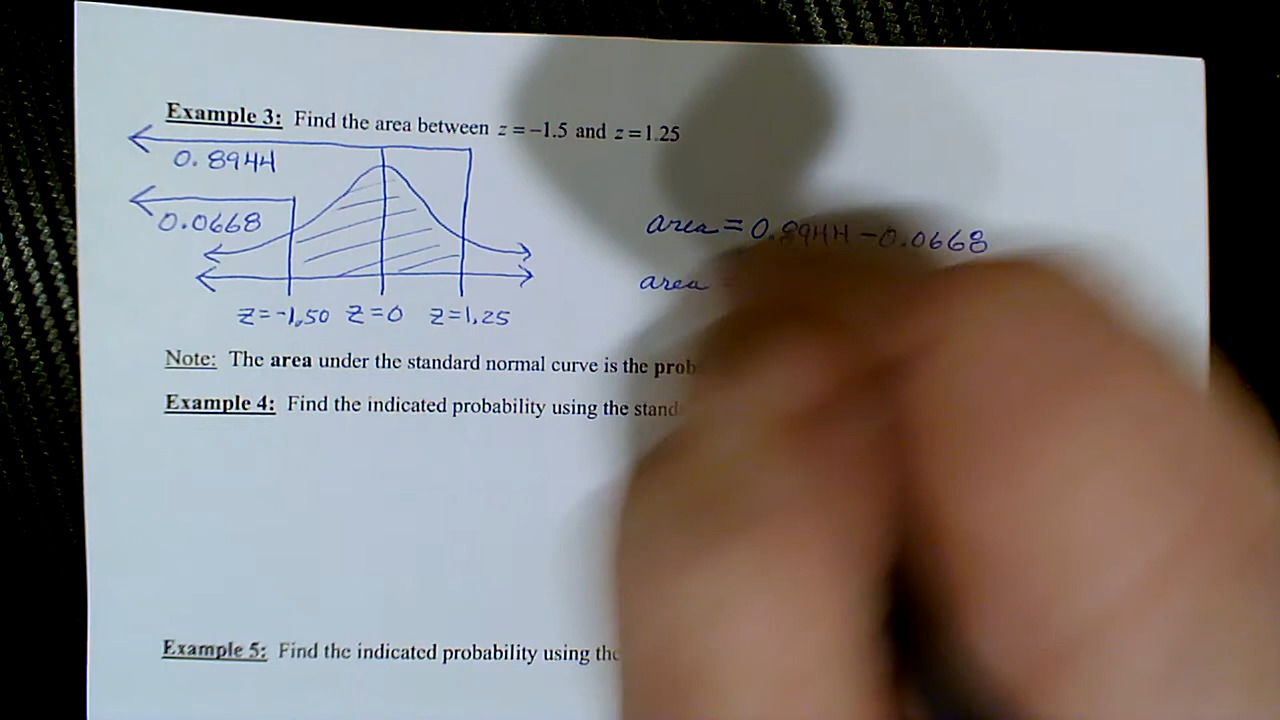 Example 3: Find the area between z = −1.5 and z = 1.25
0.8944
0.0668
area = 0.8944 − 0.0668
area =
z = -1.50 z = 0 z = 1.25
Note: The area under the standard normal curve is the prob
Example 4: Find the indicated probability using the stand
Example 5: Find the indicated probability using the